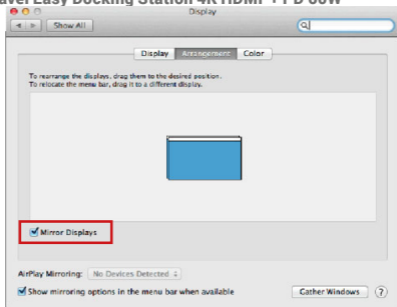 Easy Docking Station 4K HDMI + PD 60W
Display
Show All
Display Arrangement Color
To rearrange the displays, drag them to the desired position.
To relocate the menu bar, drag it to a different display.
Mirror Displays
AirPlay Mirroring: No Devices Detected
Show mirroring options in the menu bar when available
Gather Windows ?